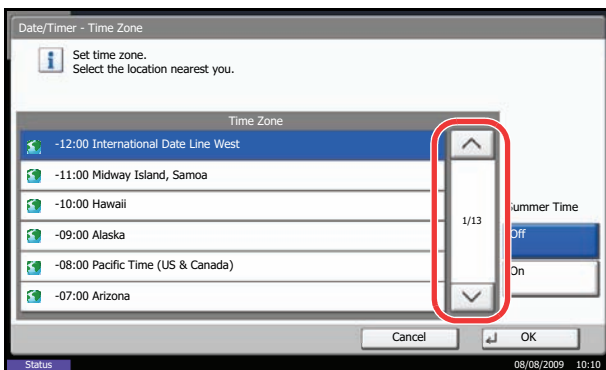 Date/Timer - Time Zone
Set time zone.
Select the location nearest you.
Time Zone
-12:00 International Date Line West
-11:00 Midway Island, Samoa
-10:00 Hawaii
-09:00 Alaska
-08:00 Pacific Time (US & Canada)
-07:00 Arizona
1/13
Summer Time
Off
On
Cancel
OK
Status
08/08/2009 10:10